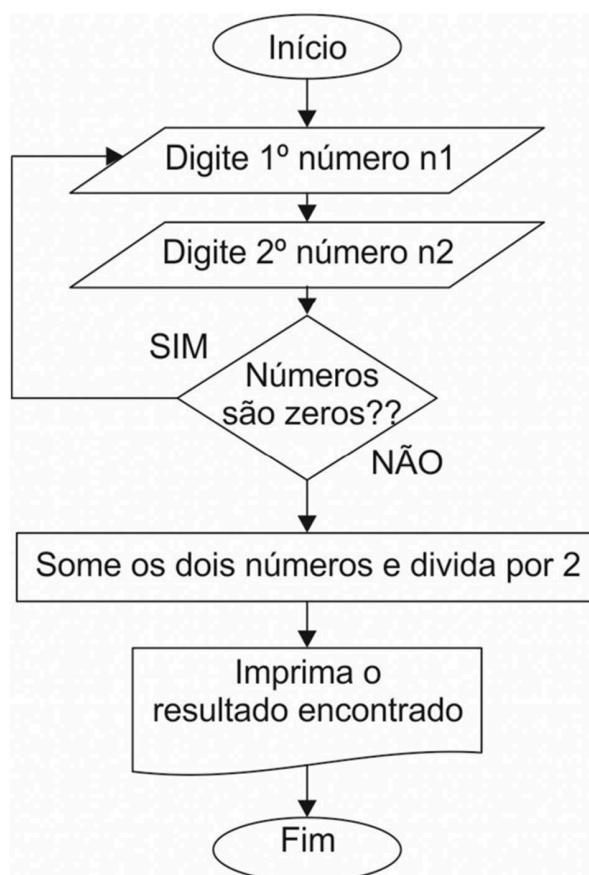 Início
Digite 1º número n1
Digite 2º número n2
SIM
Números
são zeros??
NÃO
Some os dois números e divida por 2
Imprima o
resultado encontrado
Fim